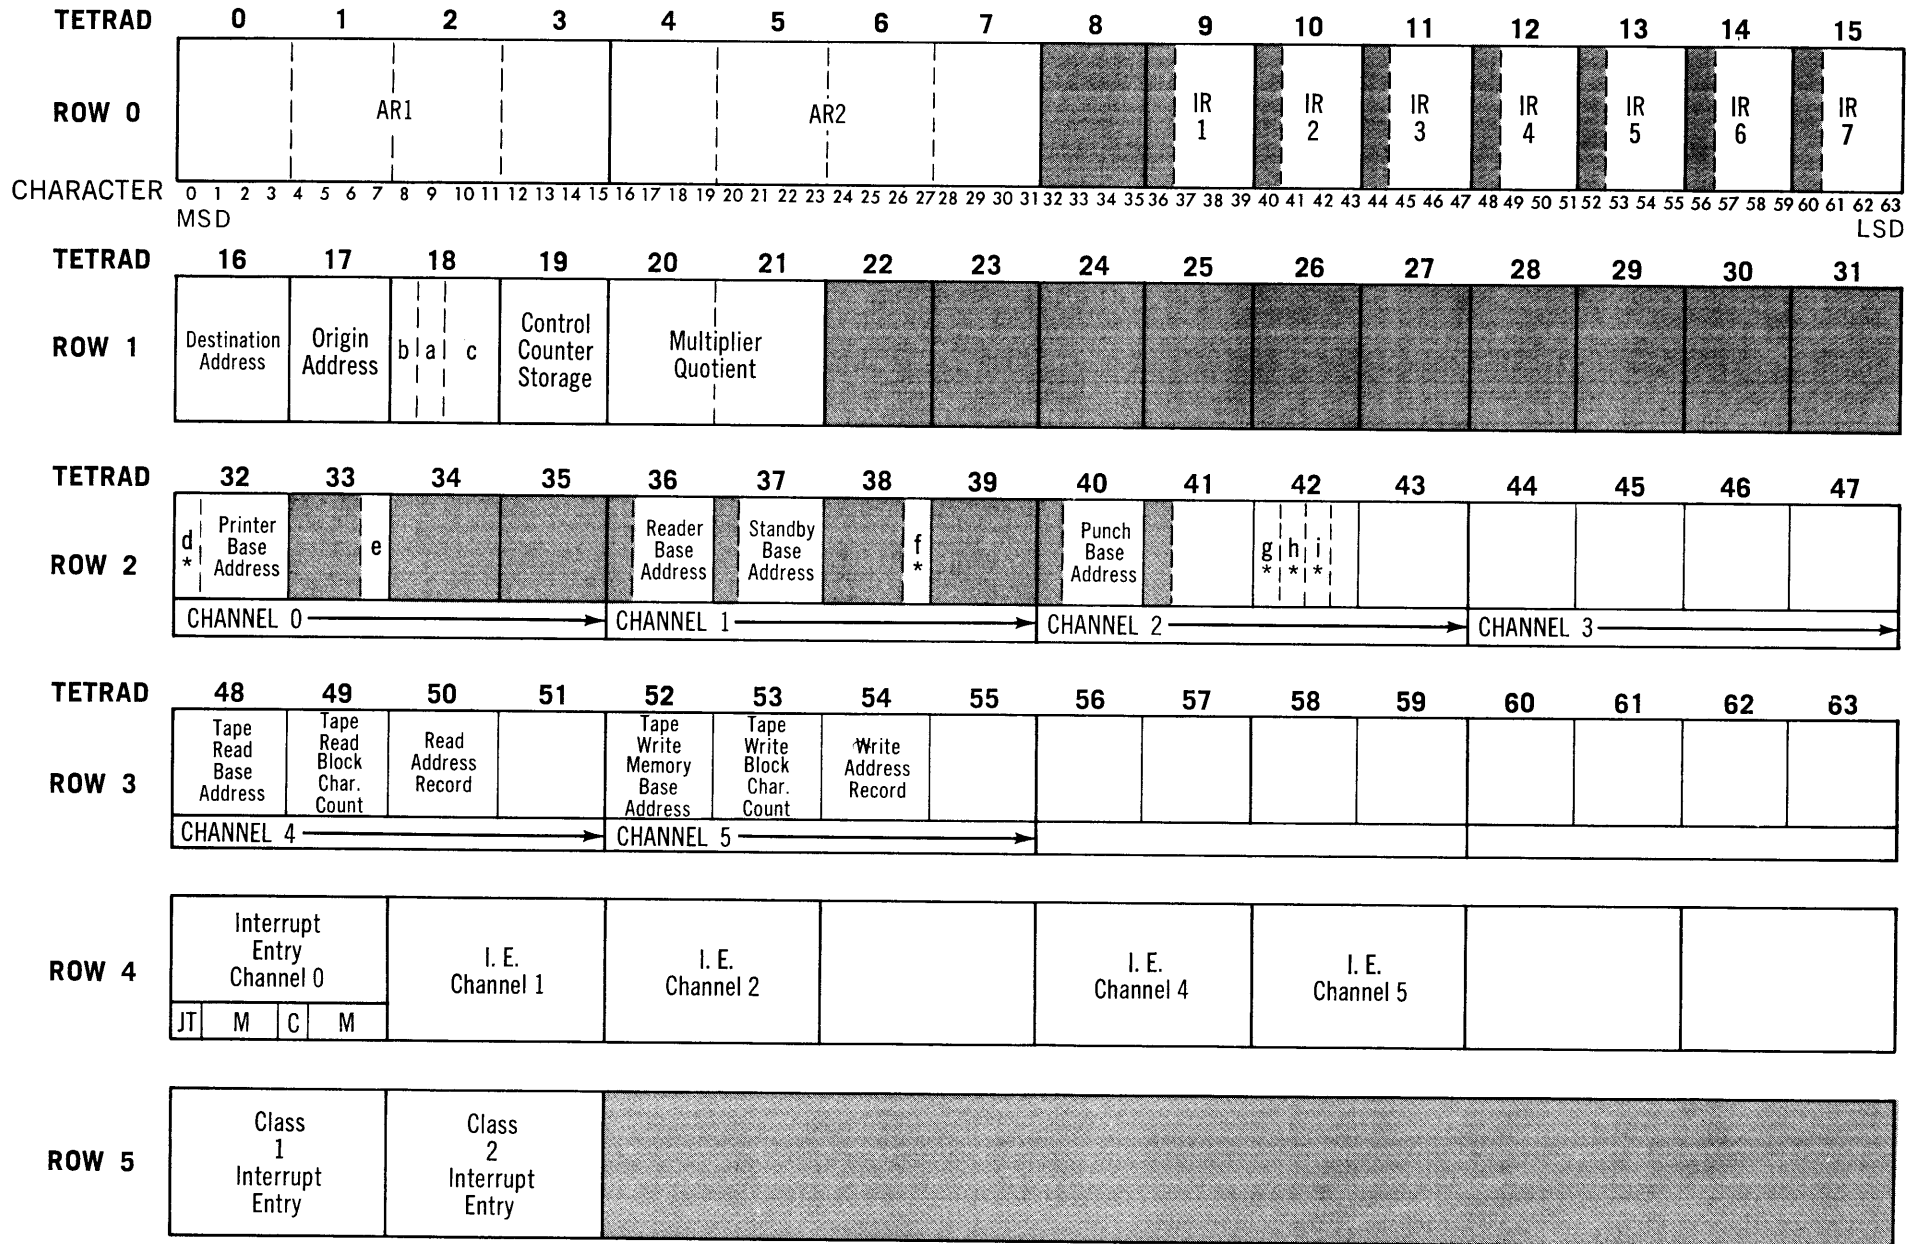 TETRAD 0 1 2 3 4 5 6 7 8 9 10 11 12 13 14 15
ROW 0 AR1 AR2 IR 1 IR 2 IR 3 IR 4 IR 5 IR 6 IR 7
CHARACTER 0 1 2 3 4 5 6 7 8 9 10 11 12 13 14 15 16 17 18 19 20 21 22 23 24 25 26 27 28 29 30 31 32 33 34 35 36 37 38 39 40 41 42 43 44 45 46 47 48 49 50 51 52 53 54 55 56 57 58 59 60 61 62 63
MSD LSD
TETRAD 16 17 18 19 20 21 22 23 24 25 26 27 28 29 30 31
ROW 1
Destination
Address
Origin
Address
b a c
Control
Counter
Storage
Multiplier
Quotient
TETRAD 32 33 34 35 36 37 38 39 40 41 42 43 44 45 46 47
ROW 2
d
*
Printer
Base
Address
e
Reader
Base
Address
Standby
Base
Address
f
*
Punch
Base
Address
g h i
* * *
CHANNEL 0 CHANNEL 1 CHANNEL 2 CHANNEL 3
TETRAD 48 49 50 51 52 53 54 55 56 57 58 59 60 61 62 63
ROW 3
Tape
Read
Base
Address
Tape
Read
Block
Char.
Count
Read
Address
Record
Tape
Write
Memory
Base
Address
Tape
Write
Block
Char.
Count
Write
Address
Record
CHANNEL 4 CHANNEL 5
ROW 4
Interrupt
Entry
Channel 0
JT M C M
I. E.
Channel 1
I. E.
Channel 2
I. E.
Channel 4
I. E.
Channel 5
ROW 5
Class
1
Interrupt
Entry
Class
2
Interrupt
Entry